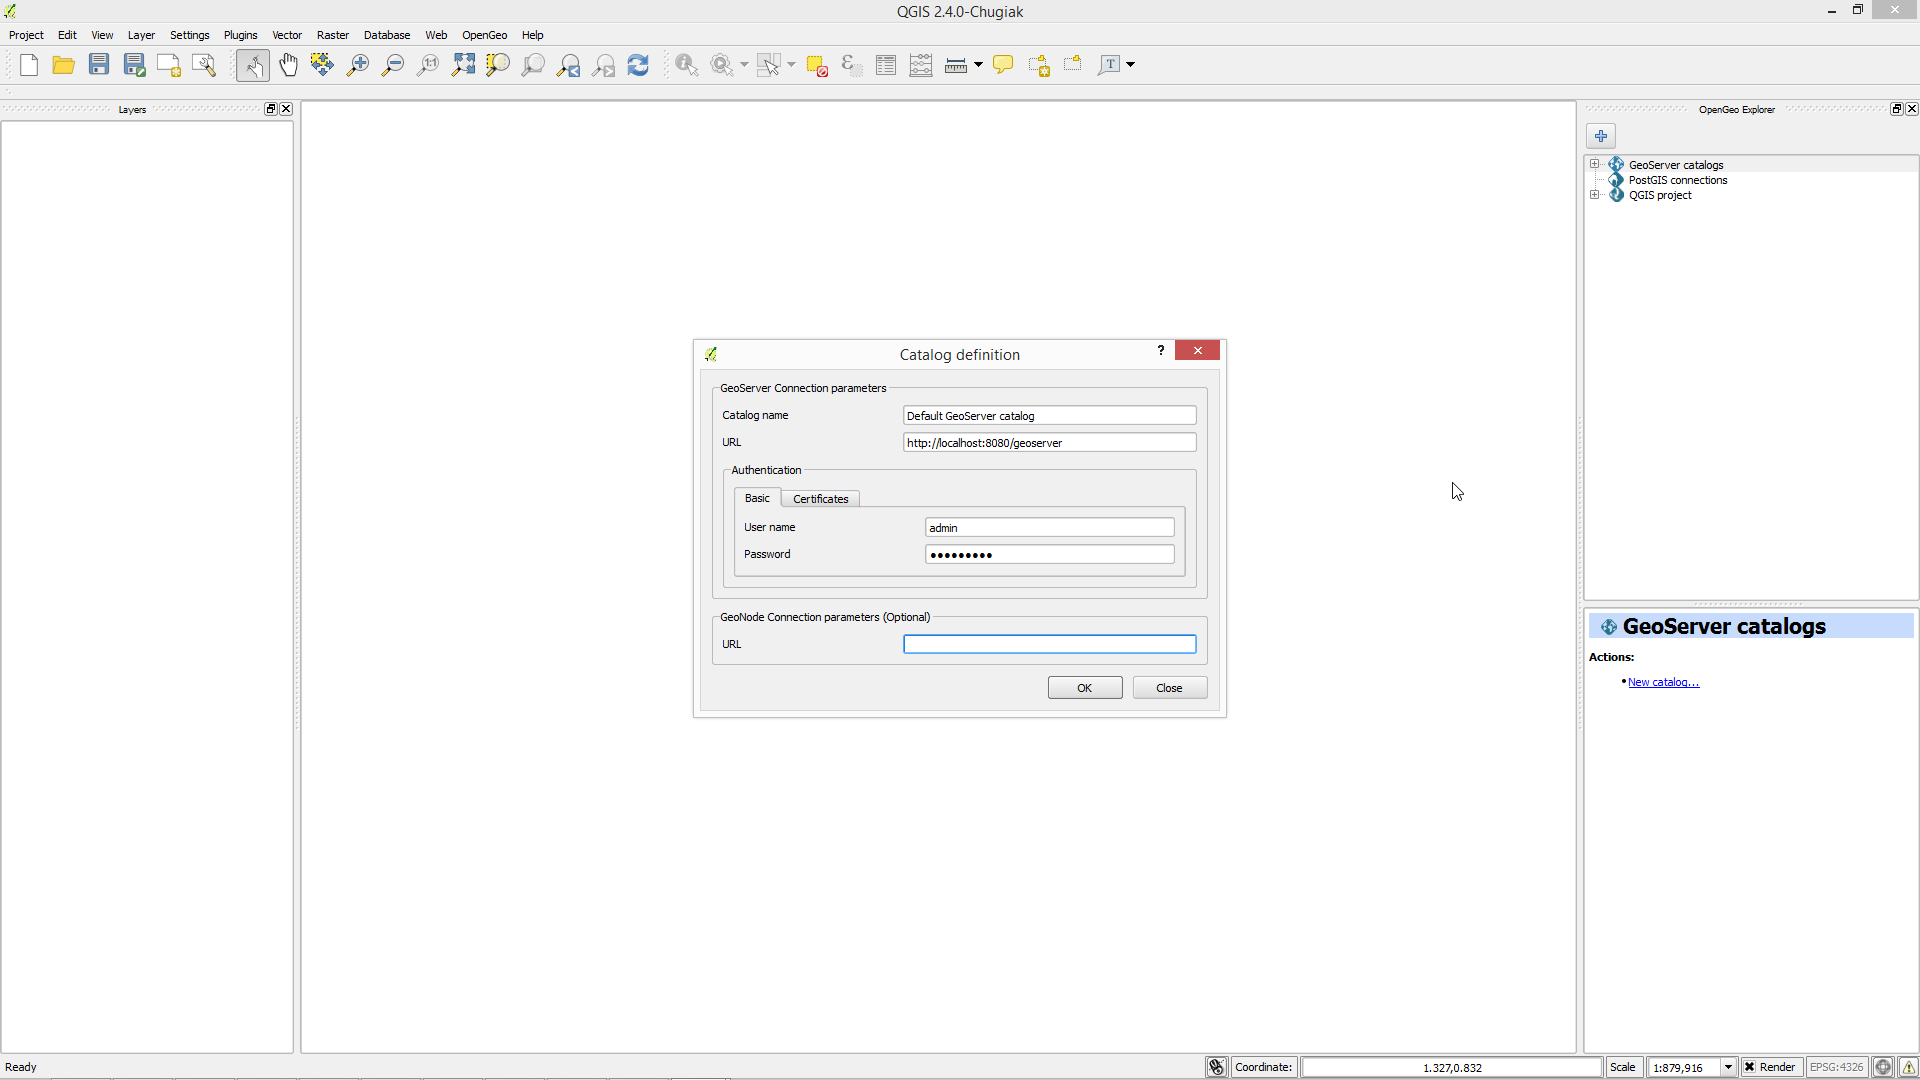 QGIS 2.4.0-Chugiak
Project Edit View Layer Settings Plugins Vector Raster Database Web OpenGeo Help
1:1
T
Layers
OpenGeo Explorer
GeoServer catalogs
PostGIS connections
QGIS project
Catalog definition
?
GeoServer Connection parameters
Catalog name Default GeoServer catalog
URL http://localhost:8080/geoserver
Authentication
Basic Certificates
User name admin
Password ●●●●●●●●●
GeoNode Connection parameters (Optional)
URL
OK Close
GeoServer catalogs
Actions:
• New catalog...
Ready
Coordinate: 1.327,0.832 Scale 1:879,916 Render EPSG:4326